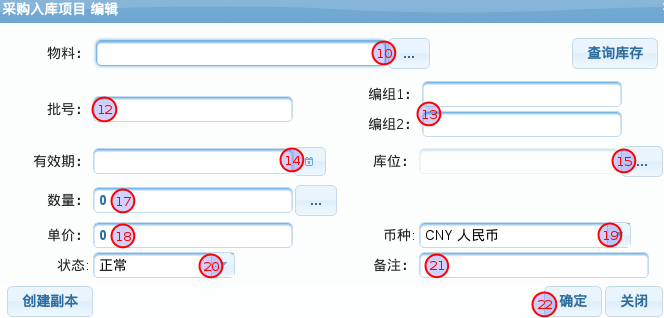 采购入库项目 编辑
物料： 10 ... 查询库存
批号： 12 编组1：
13
编组2：
有效期： 14 库位： 15 ...
数量： 0 17 ...
单价： 0 18 币种: CNY 人民币 19
状态: 正常 20 备注： 21
创建副本 22 确定 关闭